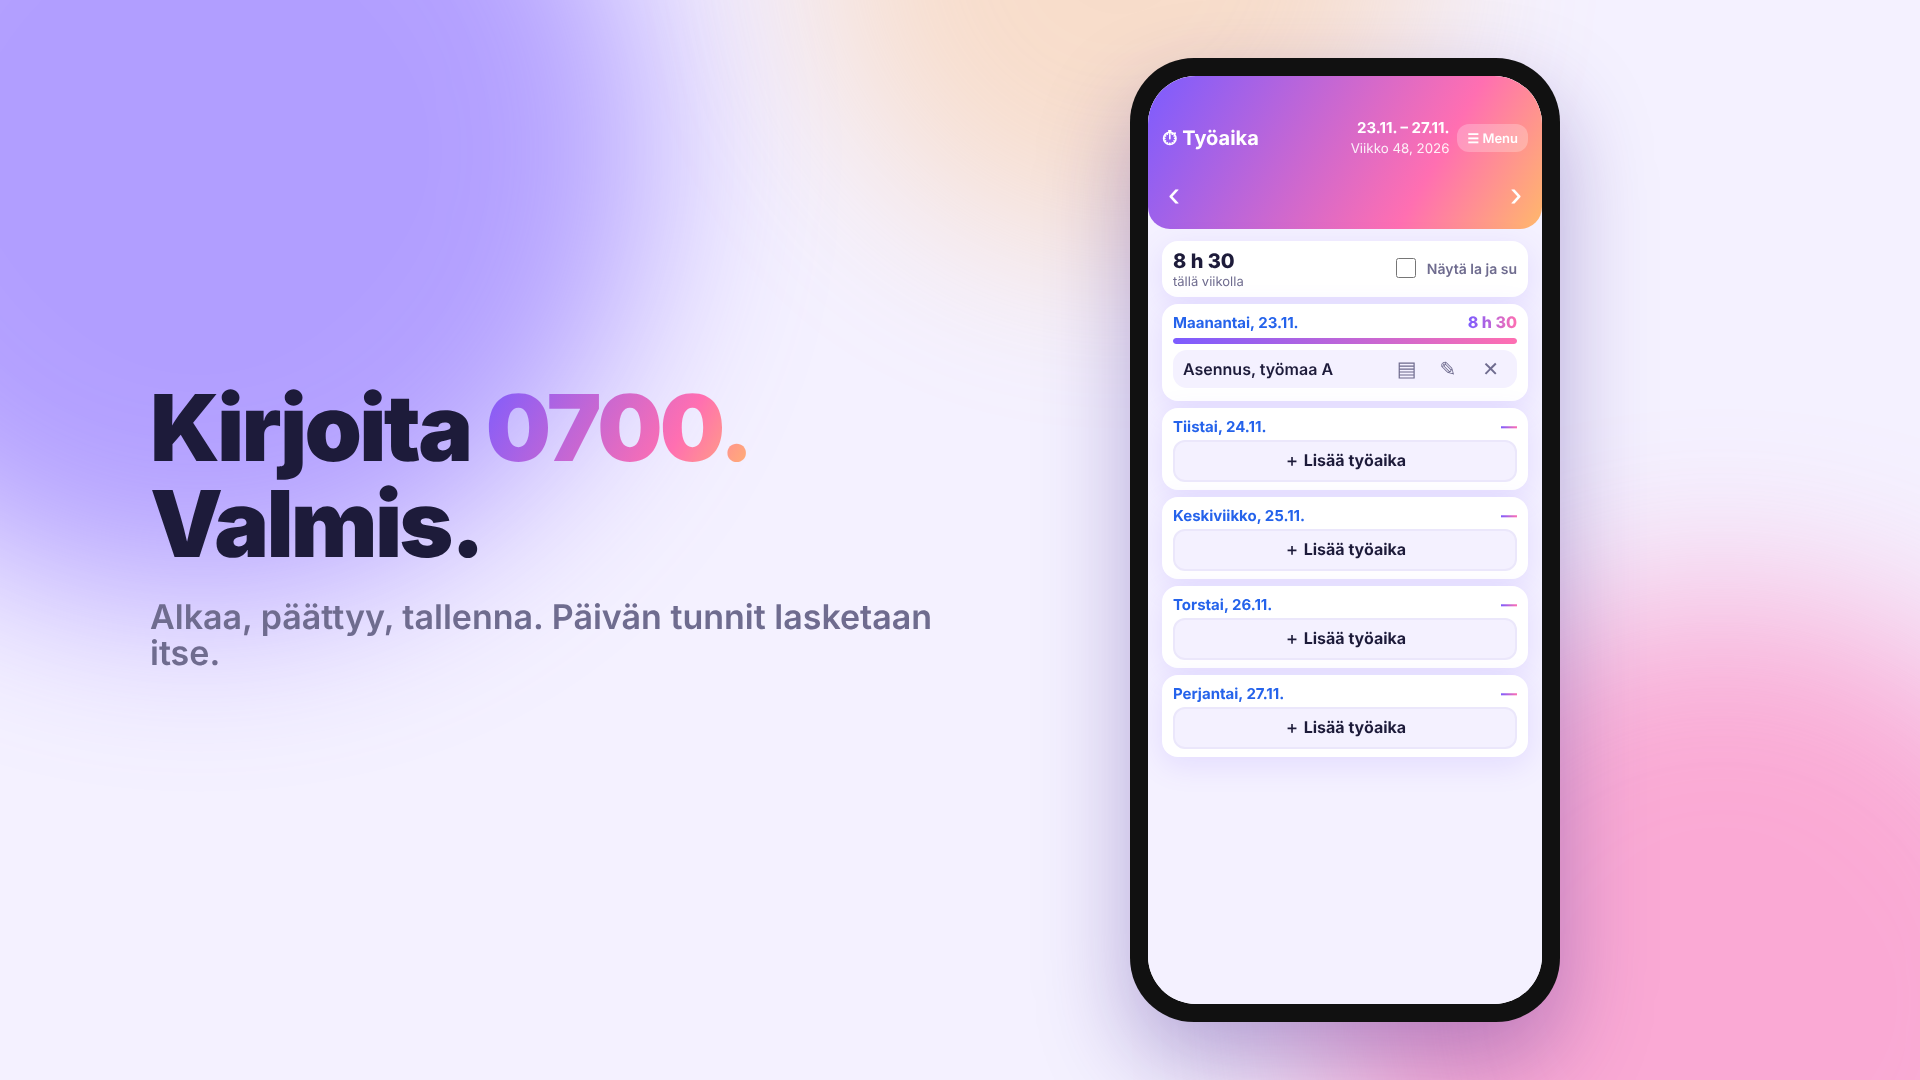 Kirjoita 0700.
Valmis.
Alkaa, päättyy, tallenna. Päivän tunnit lasketaan
itse.
⏱ Työaika
23.11. – 27.11.
Viikko 48, 2026
☰ Menu
‹ ›
8 h 30
tällä viikolla
Näytä la ja su
Maanantai, 23.11. 8 h 30
Asennus, työmaa A ▤ ✎ ✕
Tiistai, 24.11. —
+ Lisää työaika
Keskiviikko, 25.11. —
+ Lisää työaika
Torstai, 26.11. —
+ Lisää työaika
Perjantai, 27.11. —
+ Lisää työaika